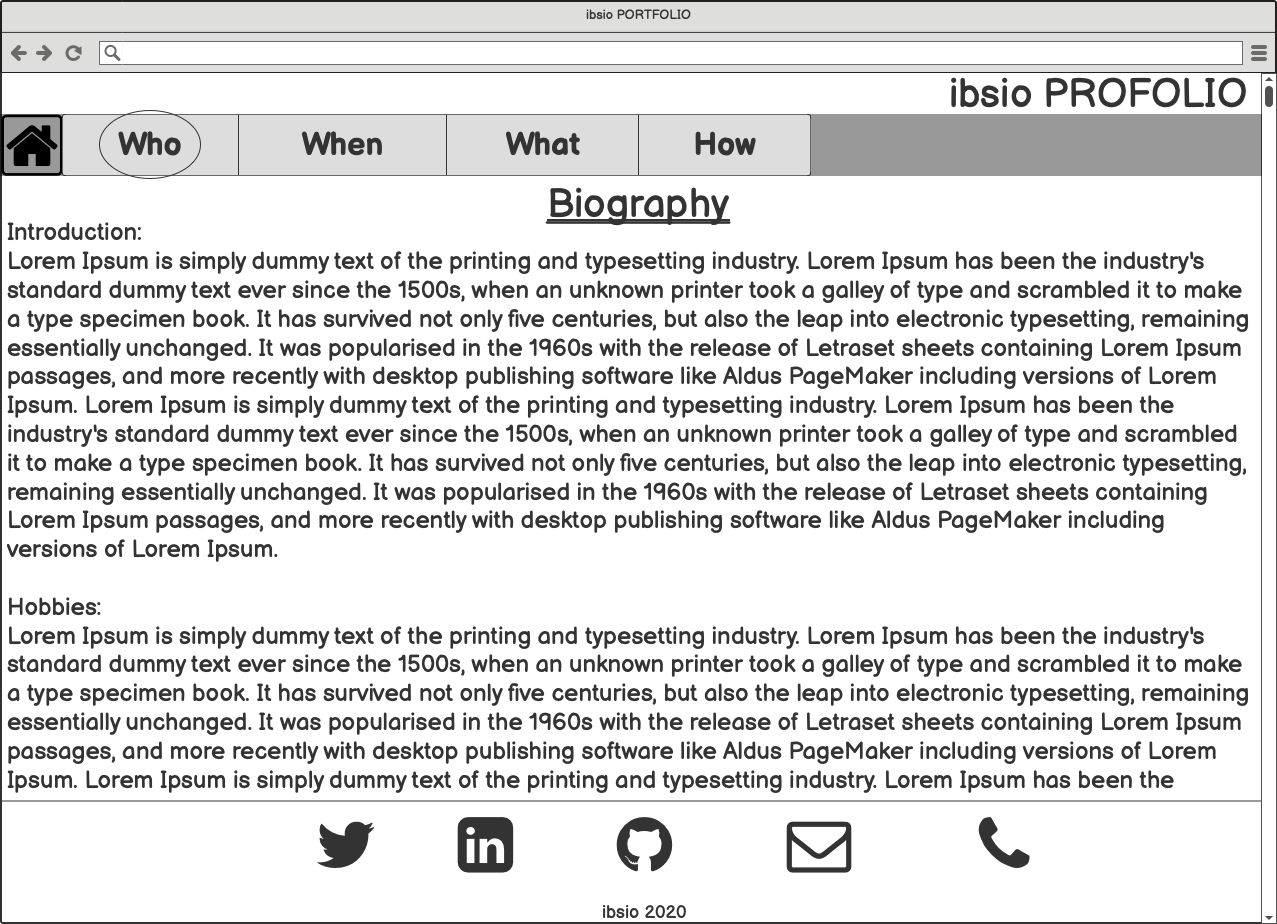 ibsio PORTFOLIO
ibsio PROFOLIO
Who When What How
Biography
Introduction:
Lorem Ipsum is simply dummy text of the printing and typesetting industry. Lorem Ipsum has been the industry's
standard dummy text ever since the 1500s, when an unknown printer took a galley of type and scrambled it to make
a type specimen book. It has survived not only five centuries, but also the leap into electronic typesetting, remaining
essentially unchanged. It was popularised in the 1960s with the release of Letraset sheets containing Lorem Ipsum
passages, and more recently with desktop publishing software like Aldus PageMaker including versions of Lorem
Ipsum. Lorem Ipsum is simply dummy text of the printing and typesetting industry. Lorem Ipsum has been the
industry's standard dummy text ever since the 1500s, when an unknown printer took a galley of type and scrambled
it to make a type specimen book. It has survived not only five centuries, but also the leap into electronic typesetting,
remaining essentially unchanged. It was popularised in the 1960s with the release of Letraset sheets containing
Lorem Ipsum passages, and more recently with desktop publishing software like Aldus PageMaker including
versions of Lorem Ipsum.
Hobbies:
Lorem Ipsum is simply dummy text of the printing and typesetting industry. Lorem Ipsum has been the industry's
standard dummy text ever since the 1500s, when an unknown printer took a galley of type and scrambled it to make
a type specimen book. It has survived not only five centuries, but also the leap into electronic typesetting, remaining
essentially unchanged. It was popularised in the 1960s with the release of Letraset sheets containing Lorem Ipsum
passages, and more recently with desktop publishing software like Aldus PageMaker including versions of Lorem
Ipsum. Lorem Ipsum is simply dummy text of the printing and typesetting industry. Lorem Ipsum has been the
in
ibsio 2020